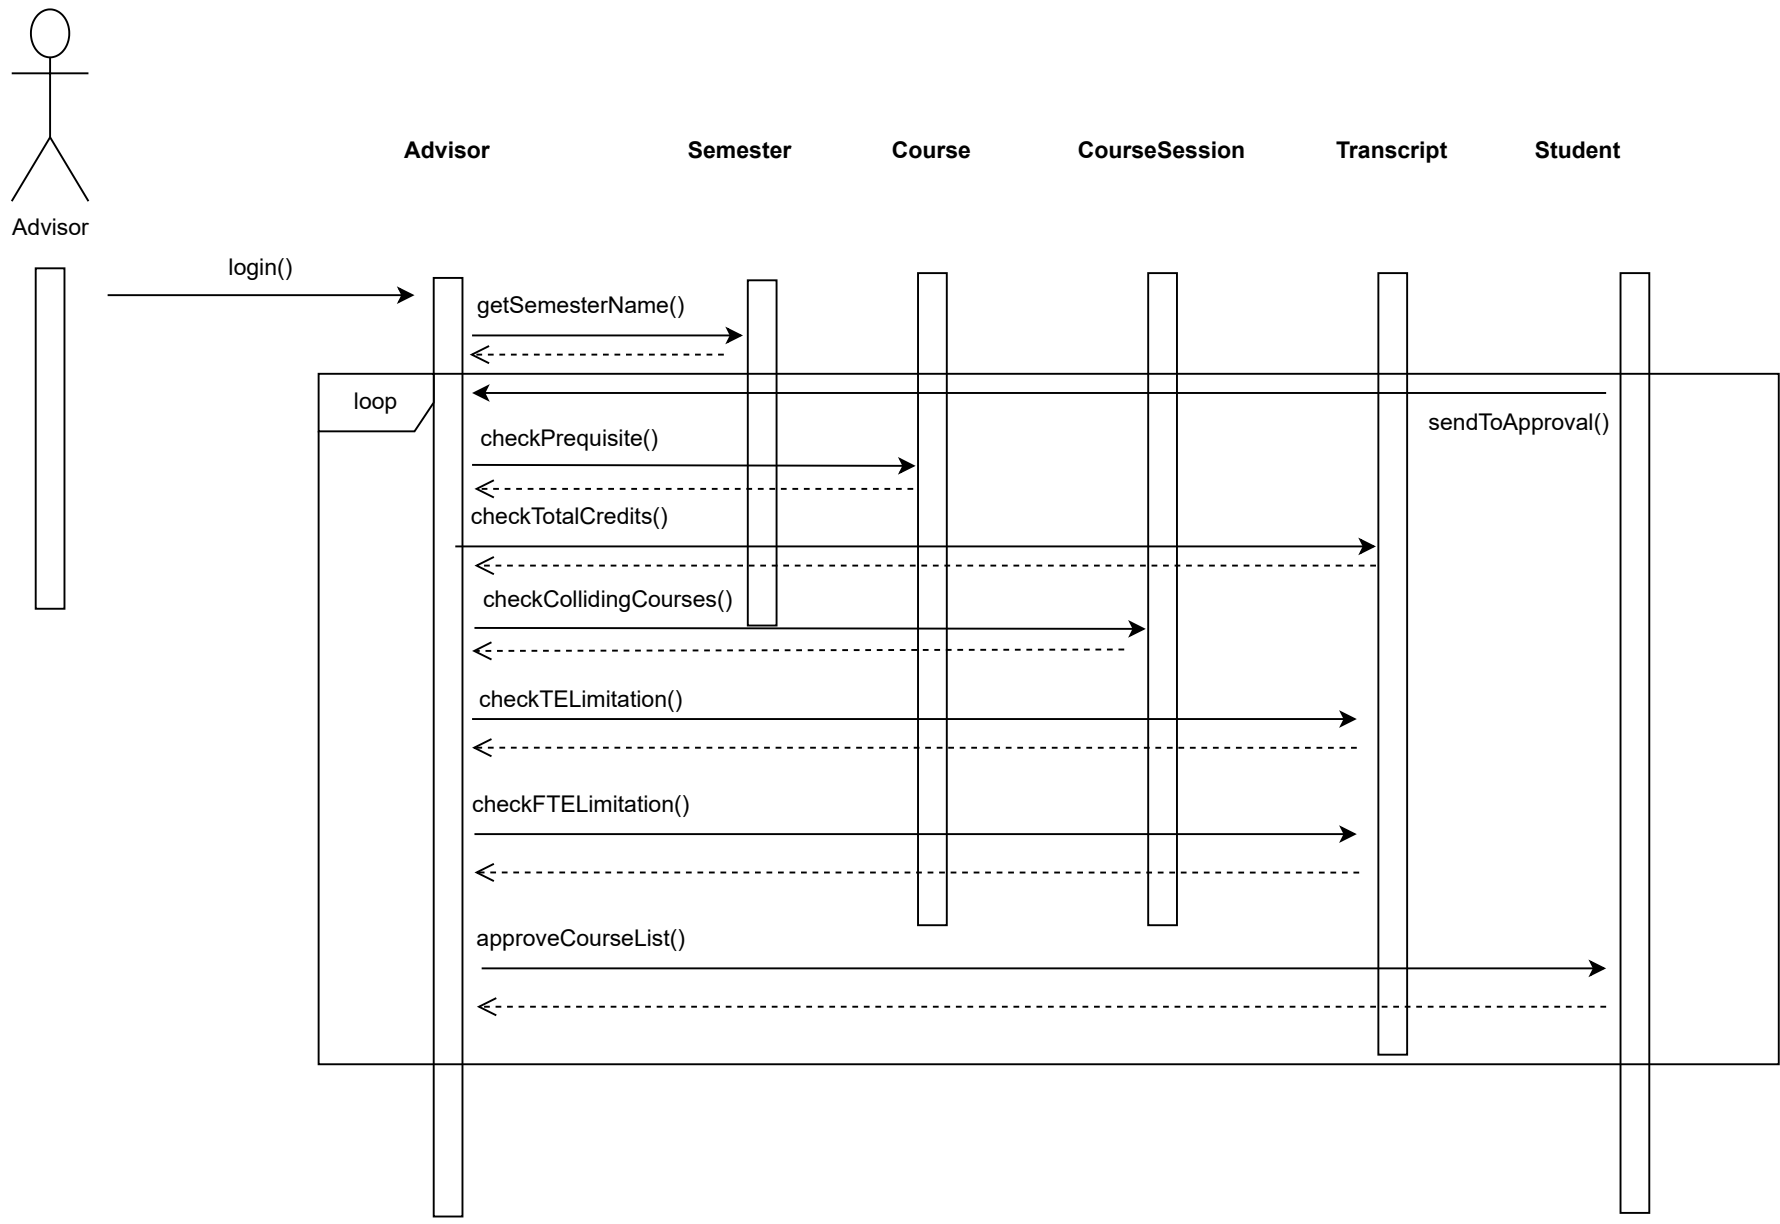 Advisor
Semester
Course
CourseSession
Transcript
Student
Advisor
login()
getSemesterName()
loop
sendToApproval()
checkPrequisite()
checkTotalCredits()
checkCollidingCourses()
checkTELimitation()
checkFTELimitation()
approveCourseList()